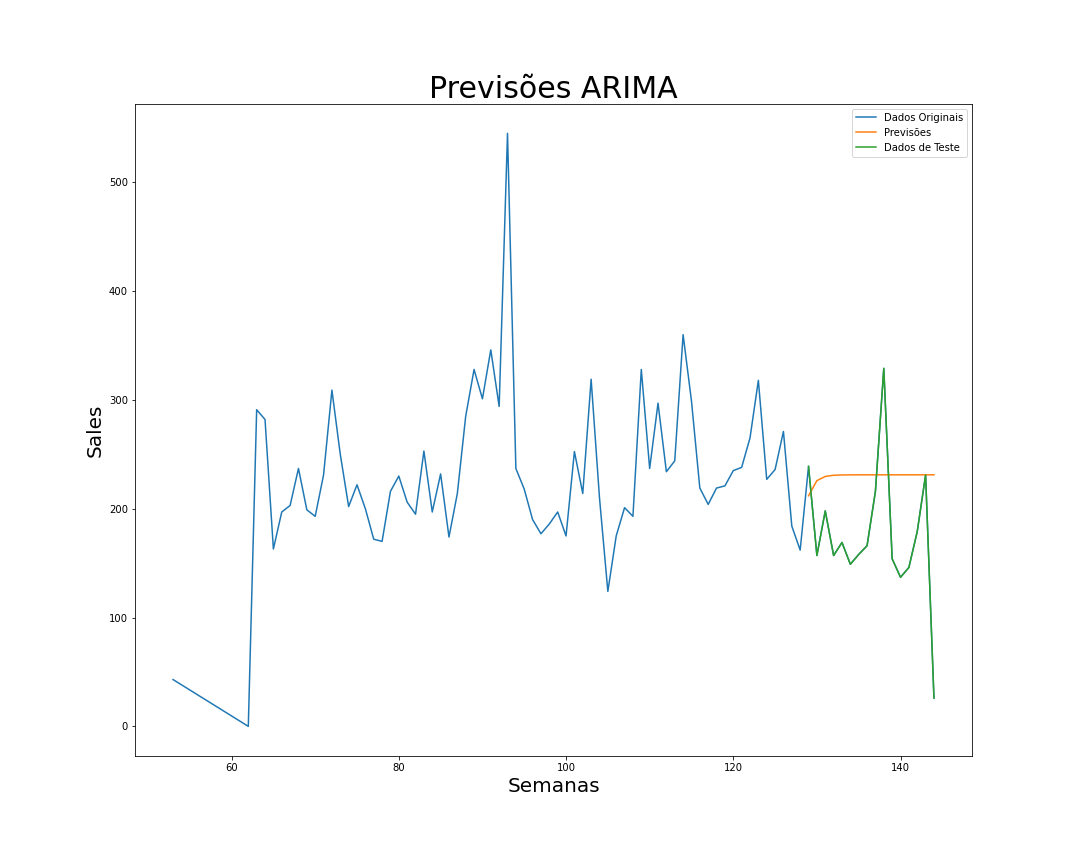 Previsões ARIMA
Dados Originais
Previsões
Dados de Teste
Sales
500
400
300
200
100
0
60 80 100 120 140
Semanas